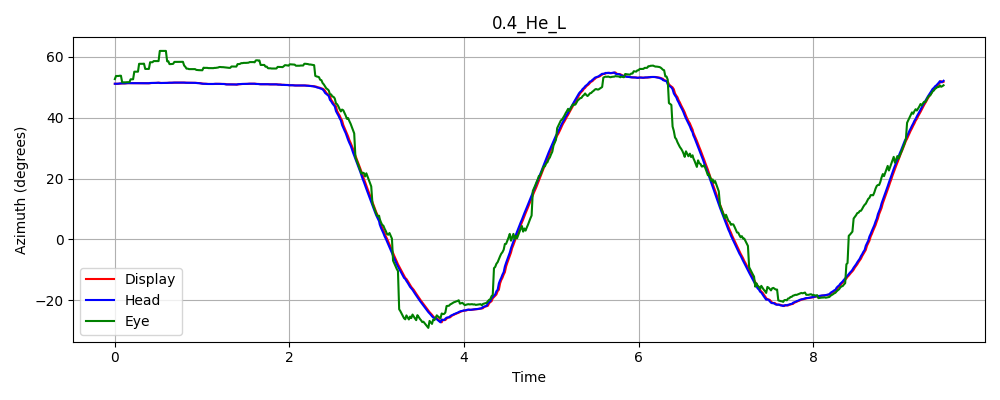 0.4_He_L
Azimuth (degrees)
60
40
20
0
−20
Display
Head
Eye
0 2 4 6 8
Time